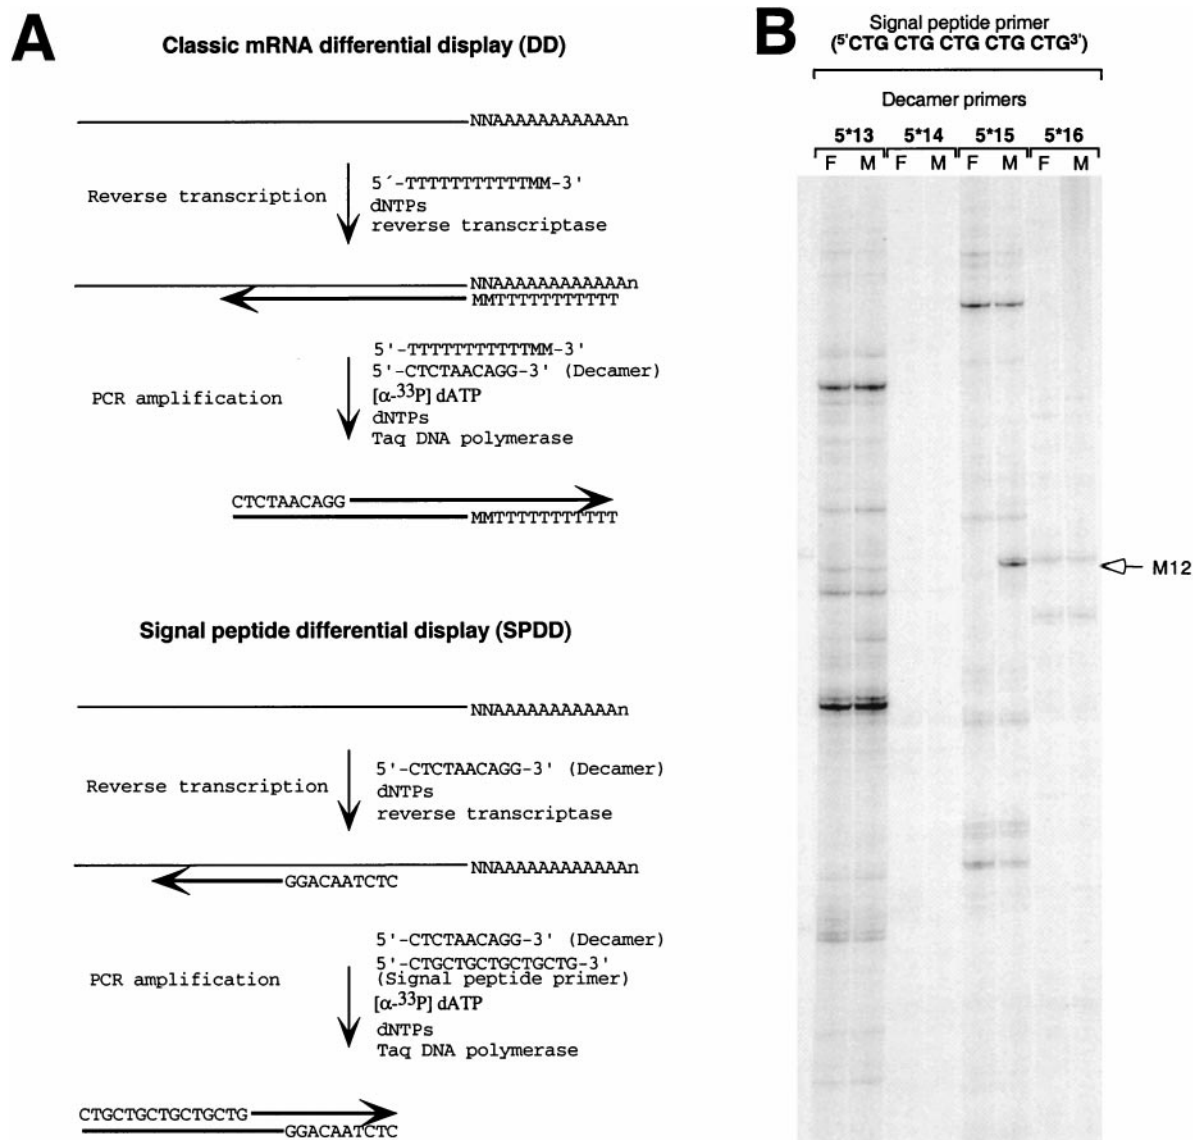 A
Classic mRNA differential display (DD)
NNAAAAAAAAAAAn
Reverse transcription
5´-TTTTTTTTTTTTMM-3'
dNTPs
reverse transcriptase
NNAAAAAAAAAAAAn
MMTTTTTTTTTTT
PCR amplification
5'-TTTTTTTTTTTTMM-3'
5'-CTCTAACAGG-3' (Decamer)
[α-33P] dATP
dNTPs
Taq DNA polymerase
CTCTAACAGG
MMTTTTTTTTTTT
Signal peptide differential display (SPDD)
NNAAAAAAAAAAAn
Reverse transcription
5'-CTCTAACAGG-3' (Decamer)
dNTPs
reverse transcriptase
NNAAAAAAAAAAAAn
GGACAATCTC
PCR amplification
5'-CTCTAACAGG-3' (Decamer)
5'-CTGCTGCTGCTGCTG-3'
(Signal peptide primer)
[α-33P] dATP
dNTPs
Taq DNA polymerase
CTGCTGCTGCTGCTG
GGACAATCTC
B
Signal peptide primer
(5'CTG CTG CTG CTG CTG3')
Decamer primers
5*13 5*14 5*15 5*16
F M F M F M F M
M12